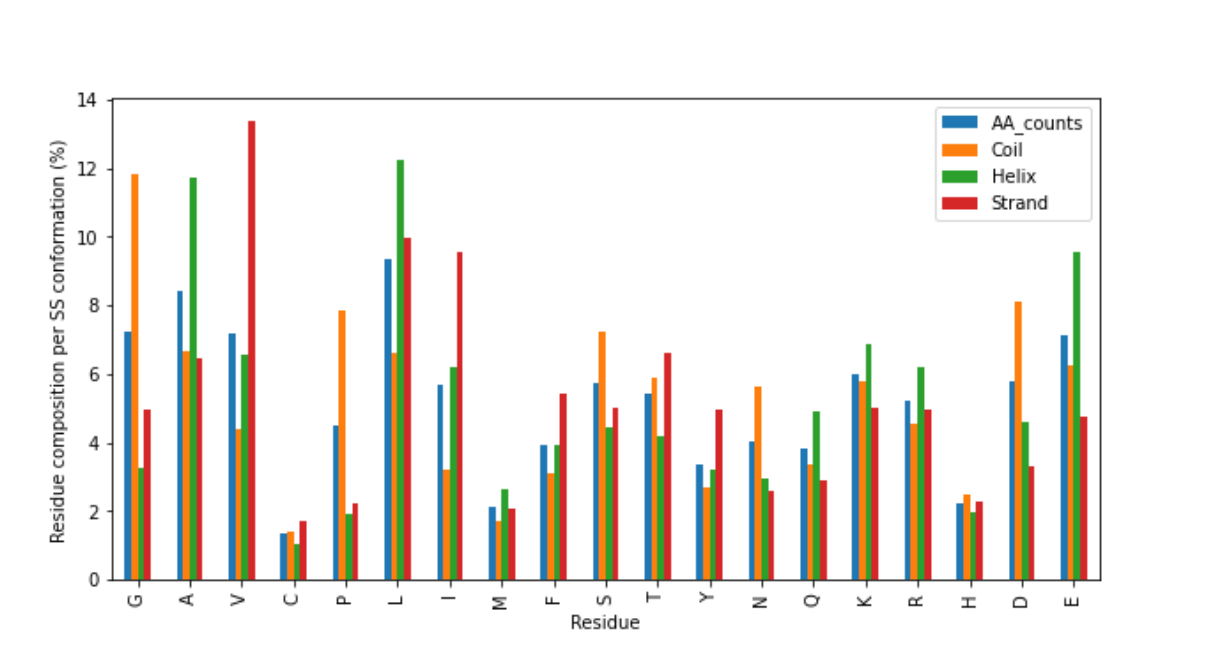 14
12
10
8
6
4
2
0
Residue composition per SS conformation (%)
AA_counts
Coil
Helix
Strand
G A V C P L I M F S T Y N Q K R H D E
Residue